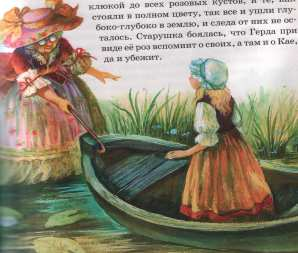 клюкой до всех розовых кустов, и те, как
стояли в полном цвету, так все и ушли глу-
боко-глубоко в землю, и следа от них не ос-
талось. Старушка боялась, что Герда при
виде её роз вспомнит о своих, а там и о Кае,
да и убежит.